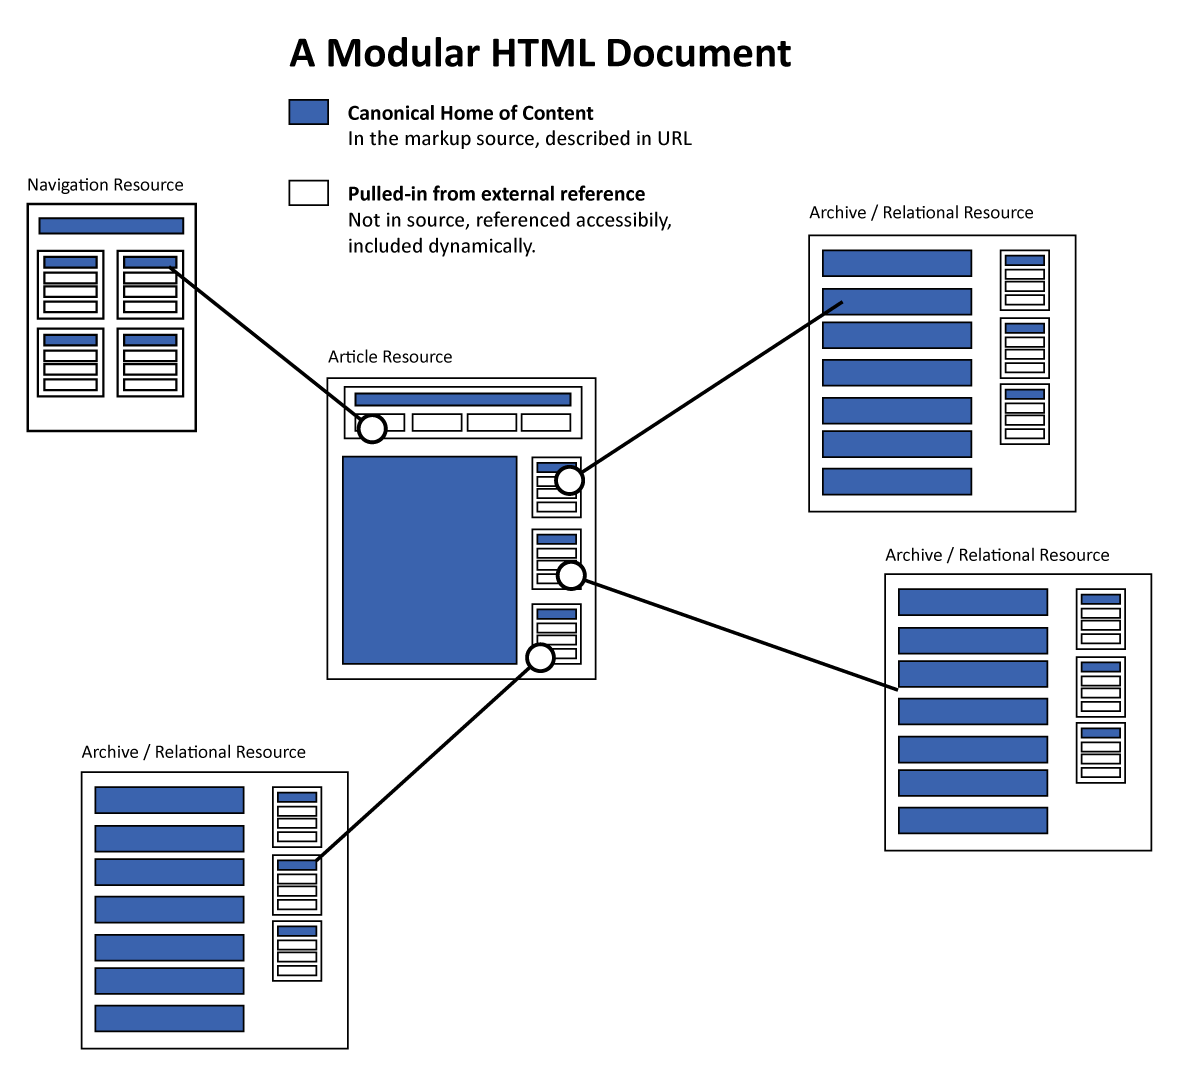 A Modular HTML Document
Canonical Home of Content
In the markup source, described in URL
Pulled-in from external reference
Not in source, referenced accessibily,
included dynamically.
Navigation Resource
Archive / Relational Resource
Article Resource
Archive / Relational Resource
Archive / Relational Resource